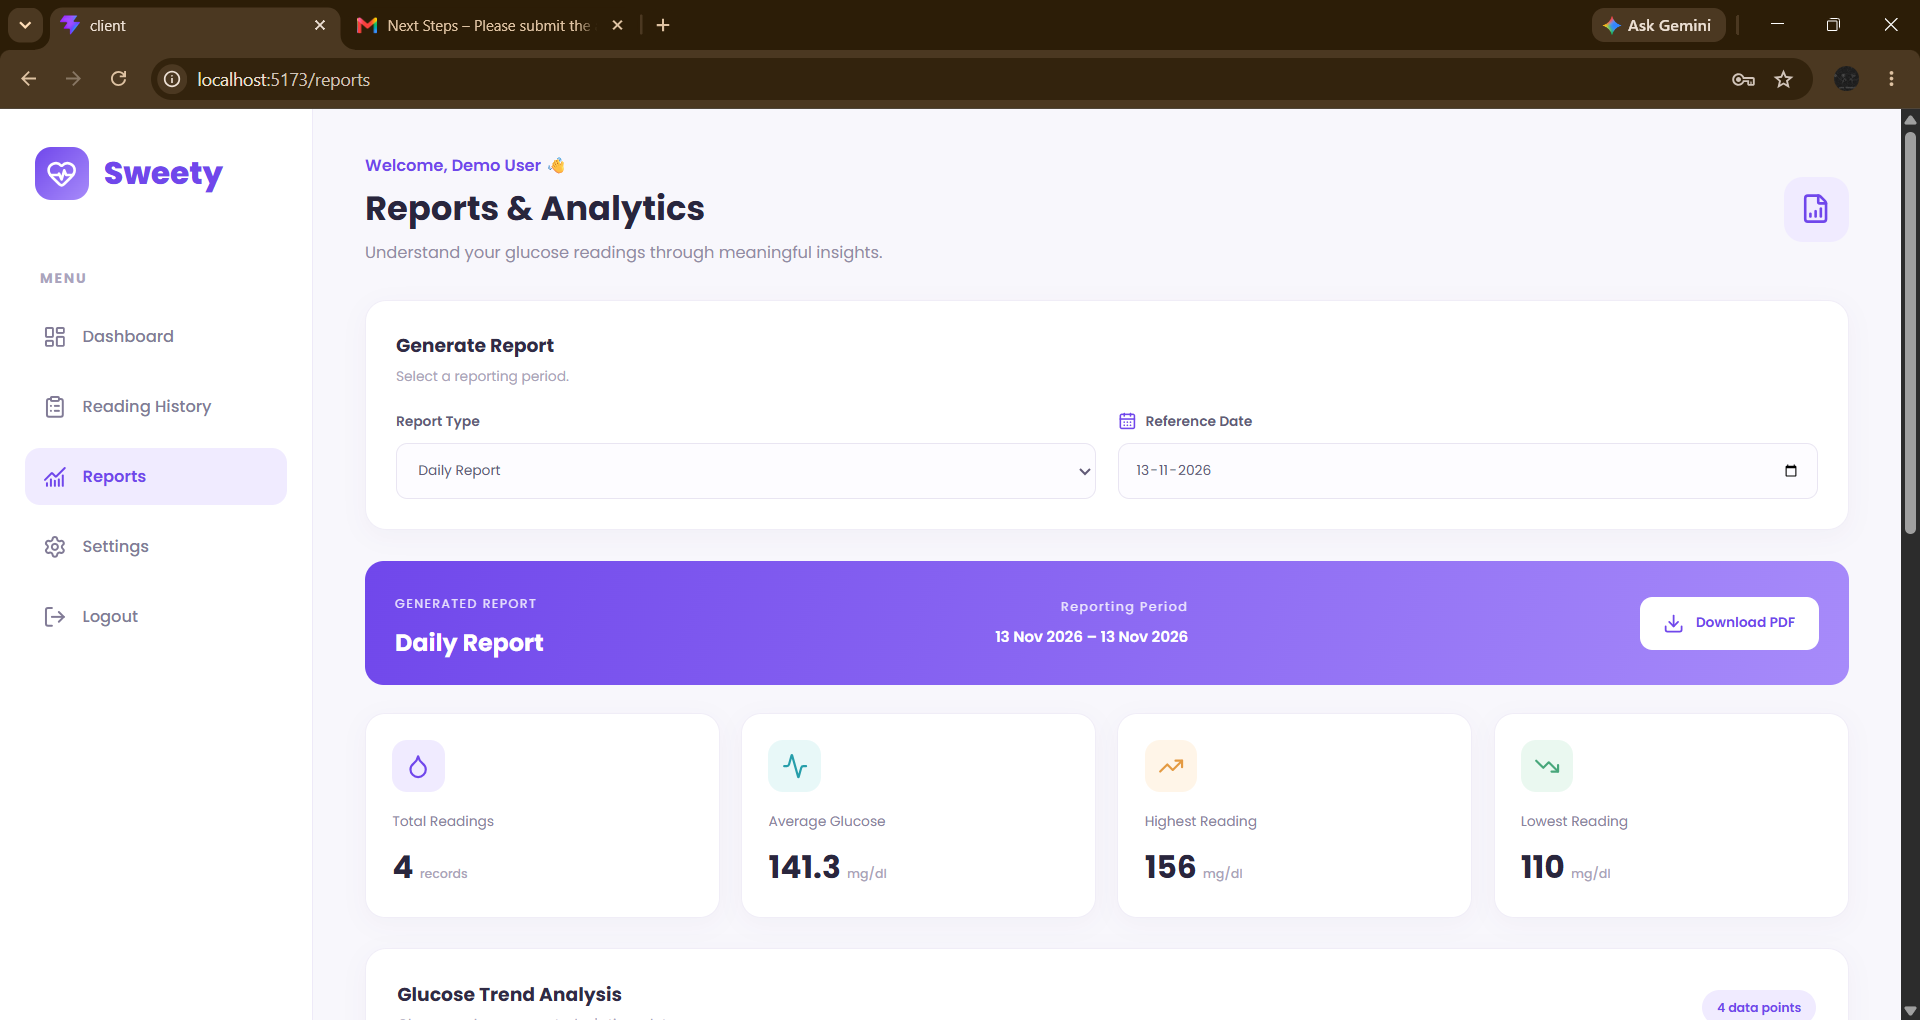 client
Next Steps – Please submit the
Ask Gemini
localhost:5173/reports
Sweety
MENU
Dashboard
Reading History
Reports
Settings
Logout
Welcome, Demo User 👋
Reports & Analytics
Understand your glucose readings through meaningful insights.
Generate Report
Select a reporting period.
Report Type
Daily Report
Reference Date
13-11-2026
GENERATED REPORT
Daily Report
Reporting Period
13 Nov 2026 – 13 Nov 2026
Download PDF
Total Readings
4 records
Average Glucose
141.3 mg/dl
Highest Reading
156 mg/dl
Lowest Reading
110 mg/dl
Glucose Trend Analysis
4 data points